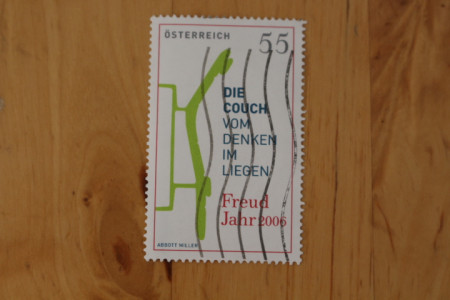 ÖSTERREICH 55
DIE
COUCH
VOM
DENKEN
IM
LIEGEN
Freud
Jahr 2006
ABBOTT MILLER